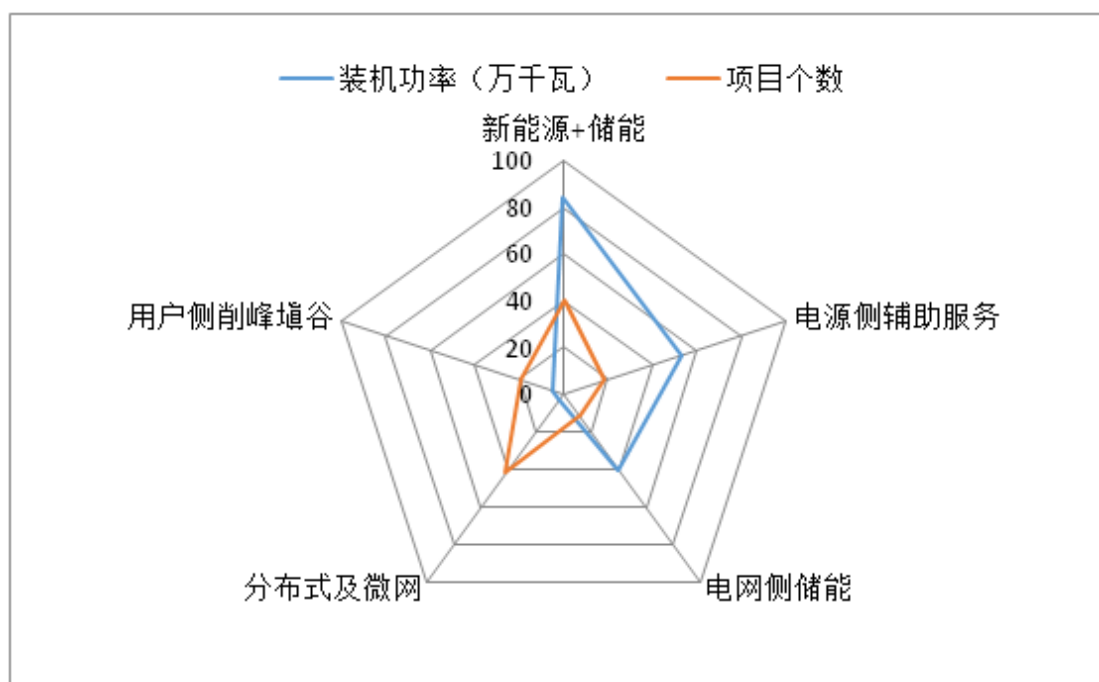 装机功率（万千瓦） 项目个数
新能源+储能
100
80
60
40
20
0
用户侧削峰填谷
电源侧辅助服务
分布式及微网
电网侧储能